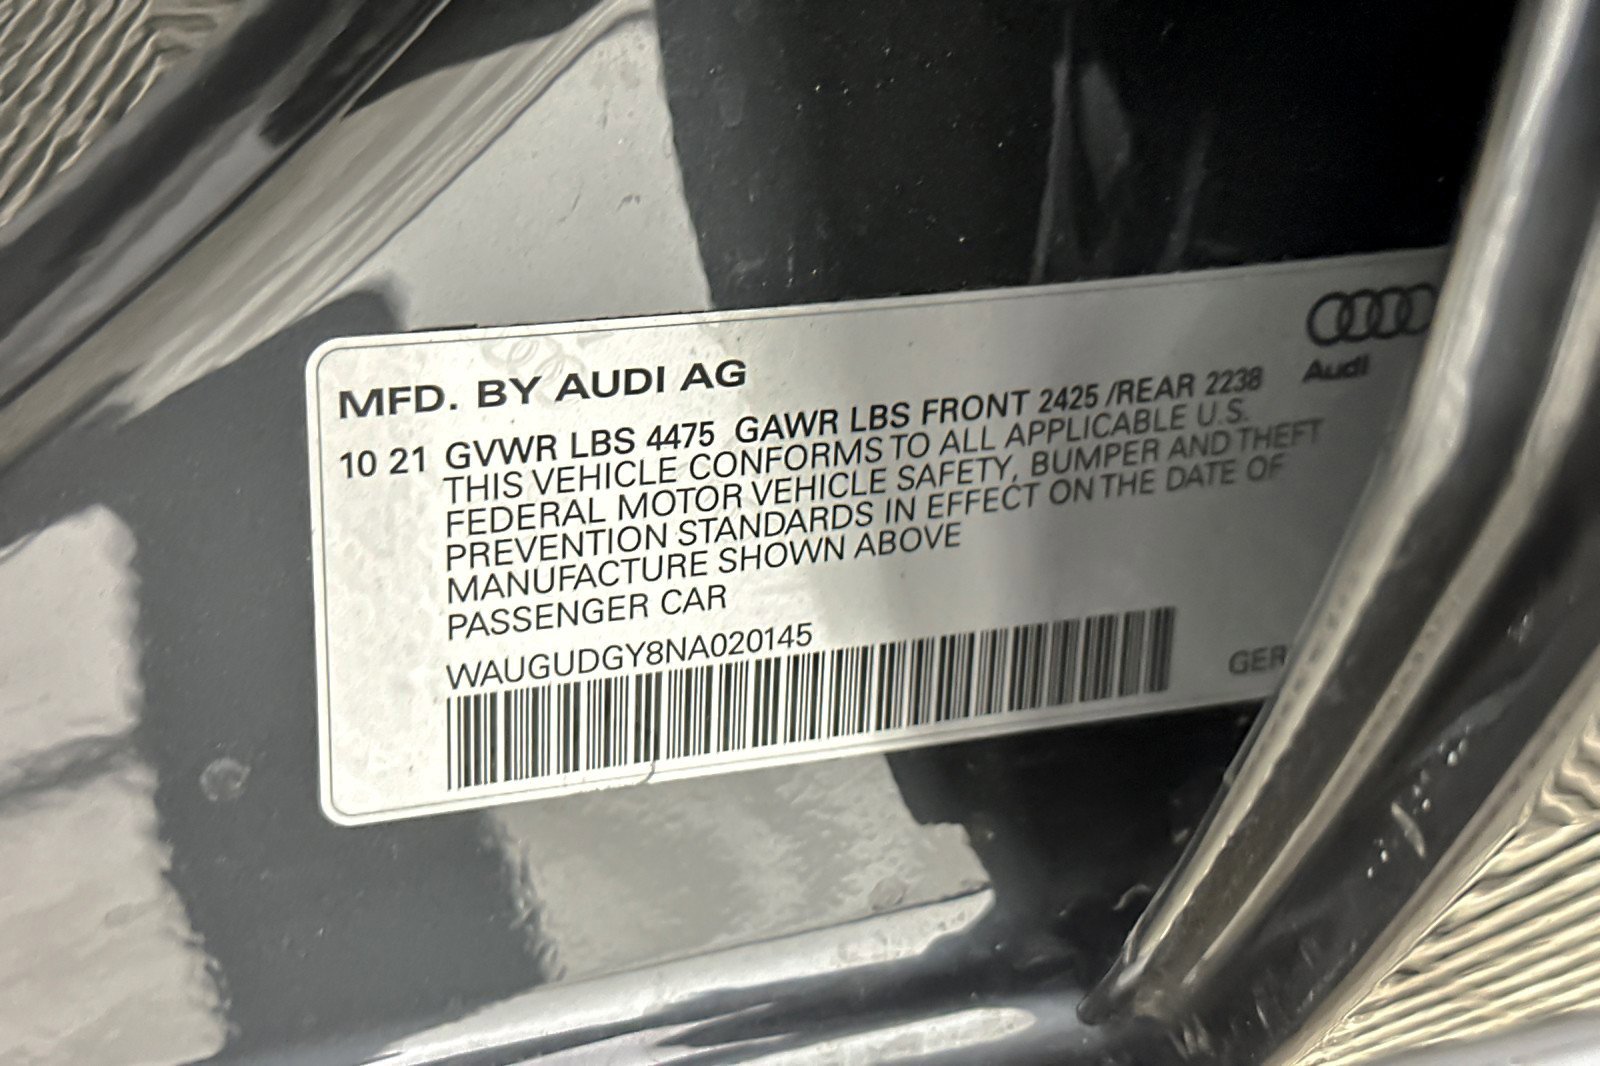 MFD. BY AUDI AG
Audi
10 21 GVWR LBS 4475 GAWR LBS FRONT 2425 /REAR 2238
THIS VEHICLE CONFORMS TO ALL APPLICABLE U.S.
FEDERAL MOTOR VEHICLE SAFETY, BUMPER AND THEFT
PREVENTION STANDARDS IN EFFECT ON THE DATE OF
MANUFACTURE SHOWN ABOVE
PASSENGER CAR
WAUGUDGY8NA020145
GER